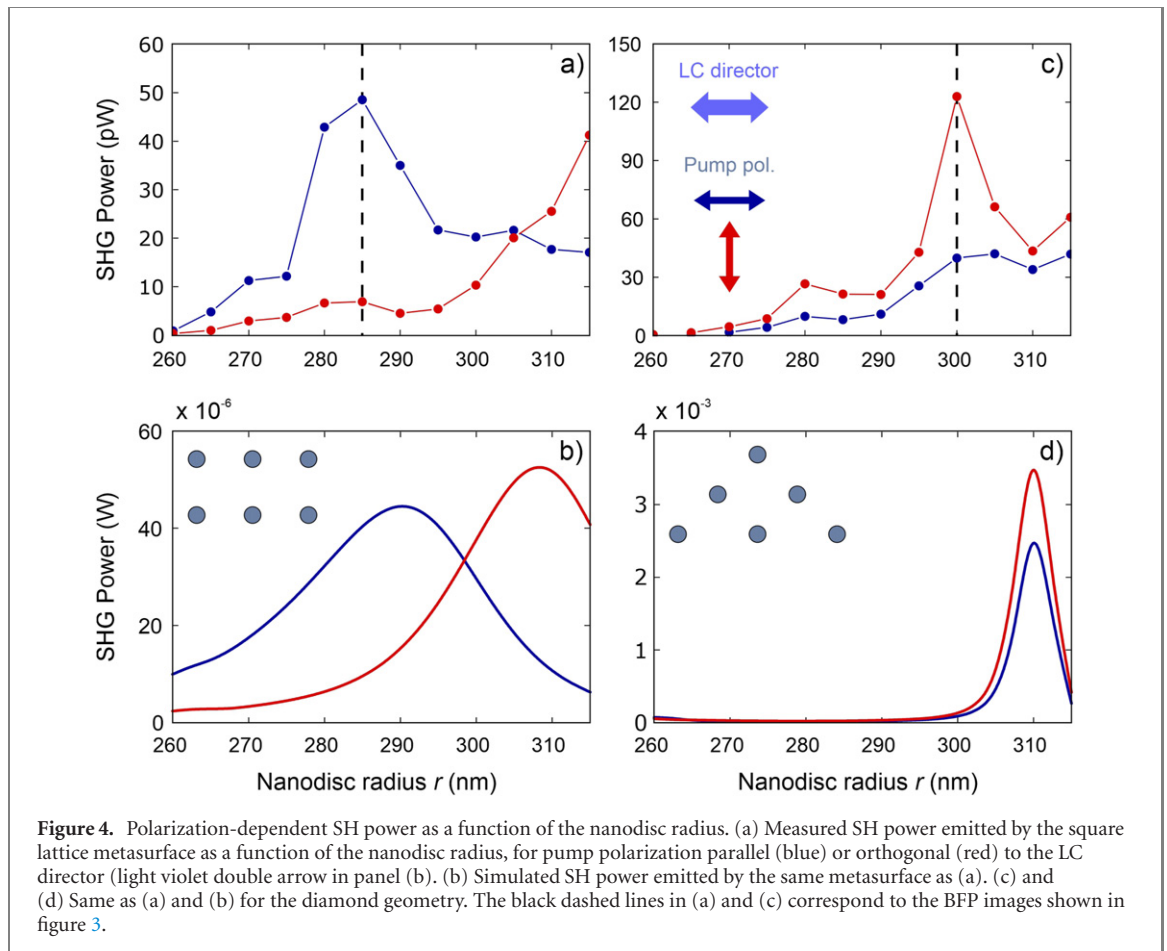 60
50
40
30
20
10
0
SHG Power (pW)
a)
260 270 280 290 300 310
150
120
90
60
30
0
c)
LC director
Pump pol.
260 270 280 290 300 310
x 10-6
60
40
20
0
SHG Power (W)
b)
260 270 280 290 300 310
Nanodisc radius r (nm)
x 10-3
4
3
2
1
0
d)
260 270 280 290 300 310
Nanodisc radius r (nm)
Figure 4. Polarization-dependent SH power as a function of the nanodisc radius. (a) Measured SH power emitted by the square
lattice metasurface as a function of the nanodisc radius, for pump polarization parallel (blue) or orthogonal (red) to the LC
director (light violet double arrow in panel (b). (b) Simulated SH power emitted by the same metasurface as (a). (c) and
(d) Same as (a) and (b) for the diamond geometry. The black dashed lines in (a) and (c) correspond to the BFP images shown in
figure 3.